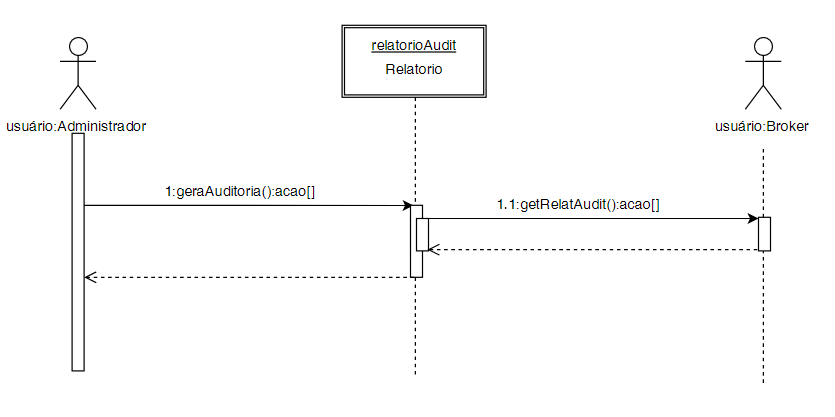 relatorioAudit
Relatorio
usuário:Administrador
usuário:Broker
1:geraAuditoria():acao[]
1.1:getRelatAudit():acao[]